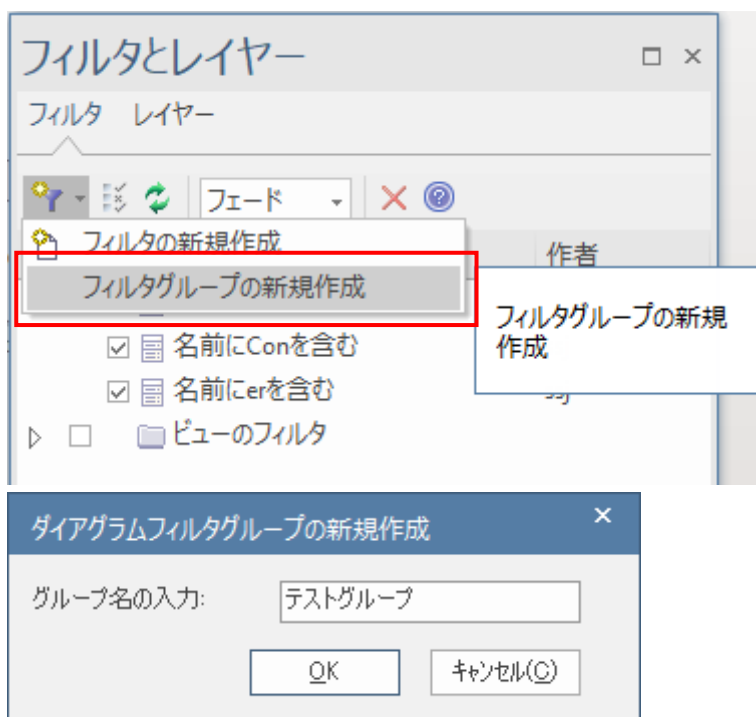 フィルタとレイヤー
フィルタ レイヤー
フェード
フィルタの新規作成
作者
フィルタグループの新規作成
フィルタグループの新規
作成
名前にConを含む
名前にerを含む
ビューのフィルタ
ダイアグラムフィルタグループの新規作成
グループ名の入力:
テストグループ
OK キャンセル(C)